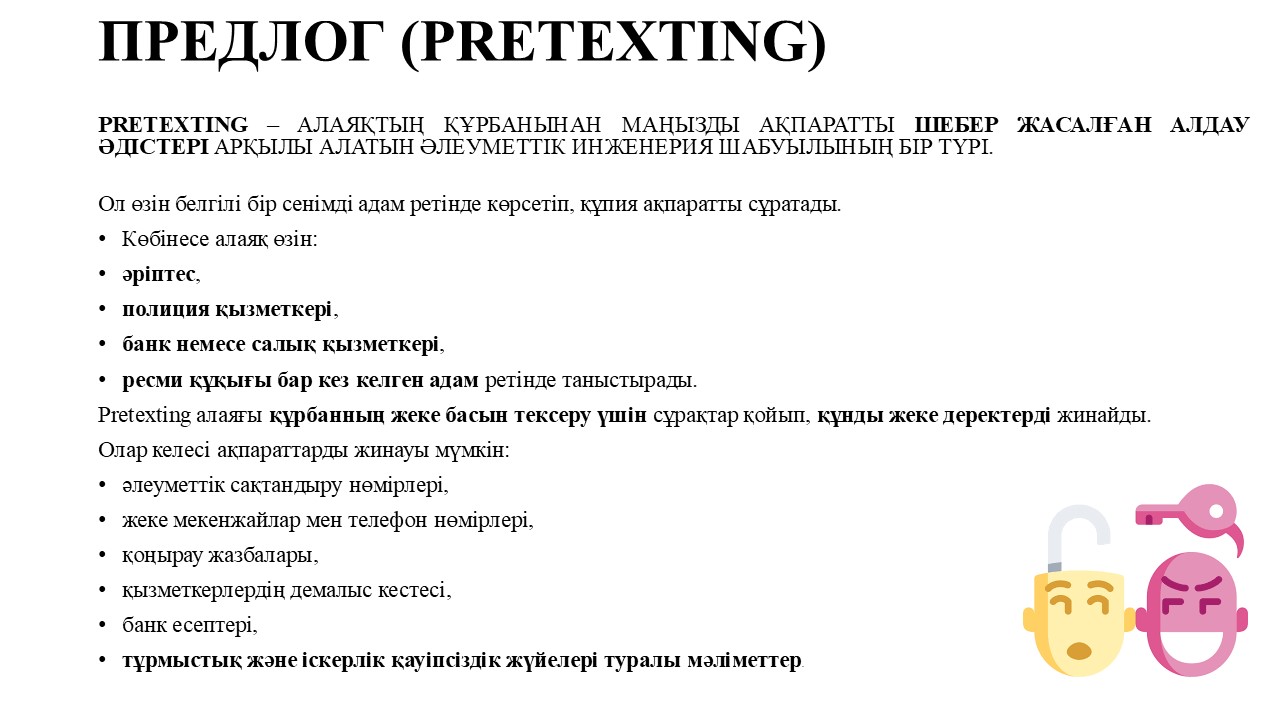 ПРЕДЛОГ (PRETEXTING)
PRETEXTING – АЛАЯҚТЫҢ ҚҰРБАНЫНАН МАҢЫЗДЫ АҚПАРАТТЫ ШЕБЕР ЖАСАЛҒАН АЛДАУ
ӘДІСТЕРІ АРҚЫЛЫ АЛАТЫН ӘЛЕУМЕТТІК ИНЖЕНЕРИЯ ШАБУЫЛЫНЫҢ БІР ТҮРІ.
Ол өзін белгілі бір сенімді адам ретінде көрсетіп, құпия ақпаратты сұратады.
• Көбінесе алаяқ өзін:
• әріптес,
• полиция қызметкері,
• банк немесе салық қызметкері,
• ресми құқығы бар кез келген адам ретінде таныстырады.
Pretexting алаяғы құрбанның жеке басын тексеру үшін сұрақтар қойып, құнды жеке деректерді жинайды.
Олар келесі ақпараттарды жинауы мүмкін:
• әлеуметтік сақтандыру нөмірлері,
• жеке мекенжайлар мен телефон нөмірлері,
• қоңырау жазбалары,
• қызметкерлердің демалыс кестесі,
• банк есептері,
• тұрмыстық және іскерлік қауіпсіздік жүйелері туралы мәліметтер.